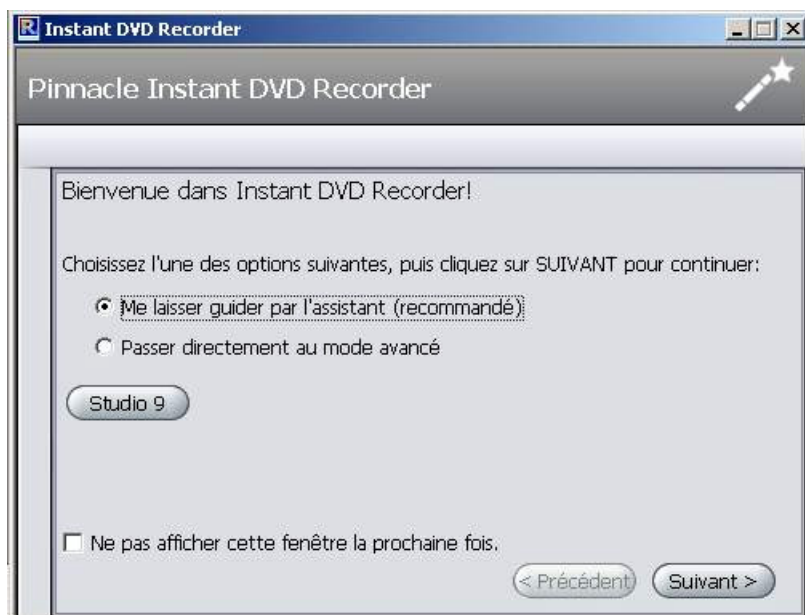 Instant DVD Recorder
Pinnacle Instant DVD Recorder
Bienvenue dans Instant DVD Recorder!
Choisissez l'une des options suivantes, puis cliquez sur SUIVANT pour continuer:
Me laisser guider par l'assistant (recommandé)
Passer directement au mode avancé
Studio 9
Ne pas afficher cette fenêtre la prochaine fois.
< Précédent Suivant >